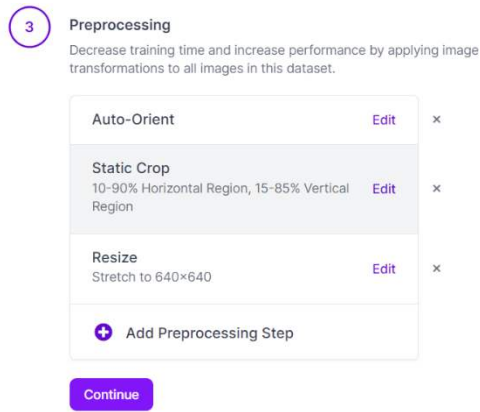 3
Preprocessing
Decrease training time and increase performance by applying image
transformations to all images in this dataset.
Auto-Orient
Edit
×
Static Crop
10-90% Horizontal Region, 15-85% Vertical
Region
Edit
×
Resize
Stretch to 640×640
Edit
×
Add Preprocessing Step
Continue